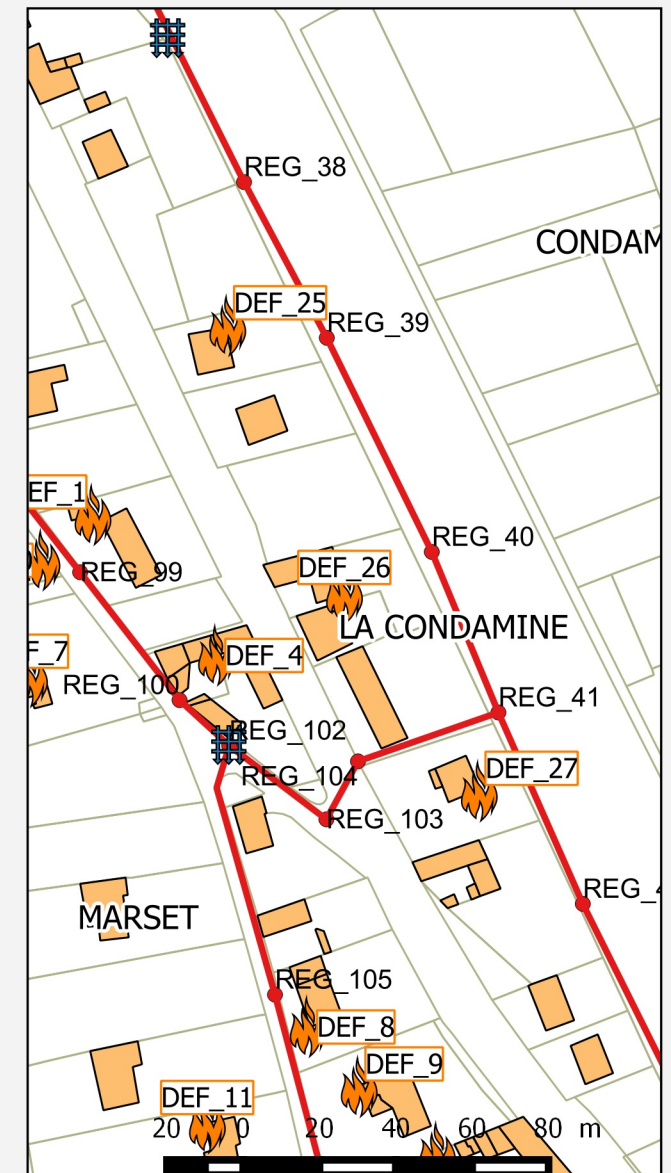 REG_38
CONDAM
DEF_25
REG_39
EF_1
REG_40
REG_99
DEF_26
LA CONDAMINE
F_7
DEF_4
REG_100
REG_41
REG_102
REG_104
DEF_27
REG_103
REG_4
MARSET
REG_105
DEF_8
DEF_9
DEF_11
20 0 20 40 60 80 m